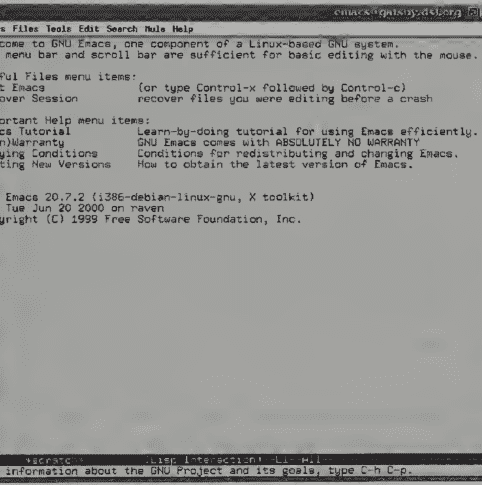 s Files Tools Edit Search Mule Help
come to GNU Emacs, one component of a Linux-based GNU system.
menu bar and scroll bar are sufficient for basic editing with the mouse.
ful Files menu items:
t Emacs (or type Control-x followed by Control-c)
over Session recover files you were editing before a crash
ortant Help menu items:
cs Tutorial Learn-by-doing tutorial for using Emacs efficiently.
n)Warranty GNU Emacs comes with ABSOLUTELY NO WARRANTY
ying Conditions Conditions for redistributing and changing Emacs.
ting New Versions How to obtain the latest version of Emacs.
Emacs 20.7.2 (i386-debian-linux-gnu, X toolkit)
Tue Jun 20 2000 on raven
yright (C) 1999 Free Software Foundation, Inc.
*scratch* (Lisp Interaction)
information about the GNU Project and its goals, type C-h C-p.